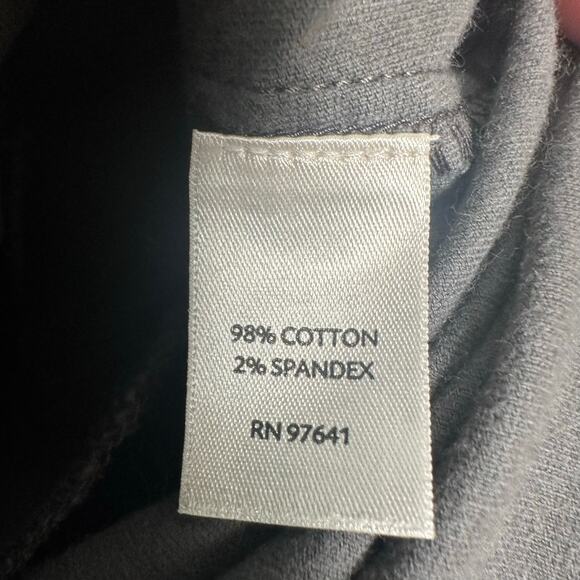 98% COTTON
2% SPANDEX
RN 97641